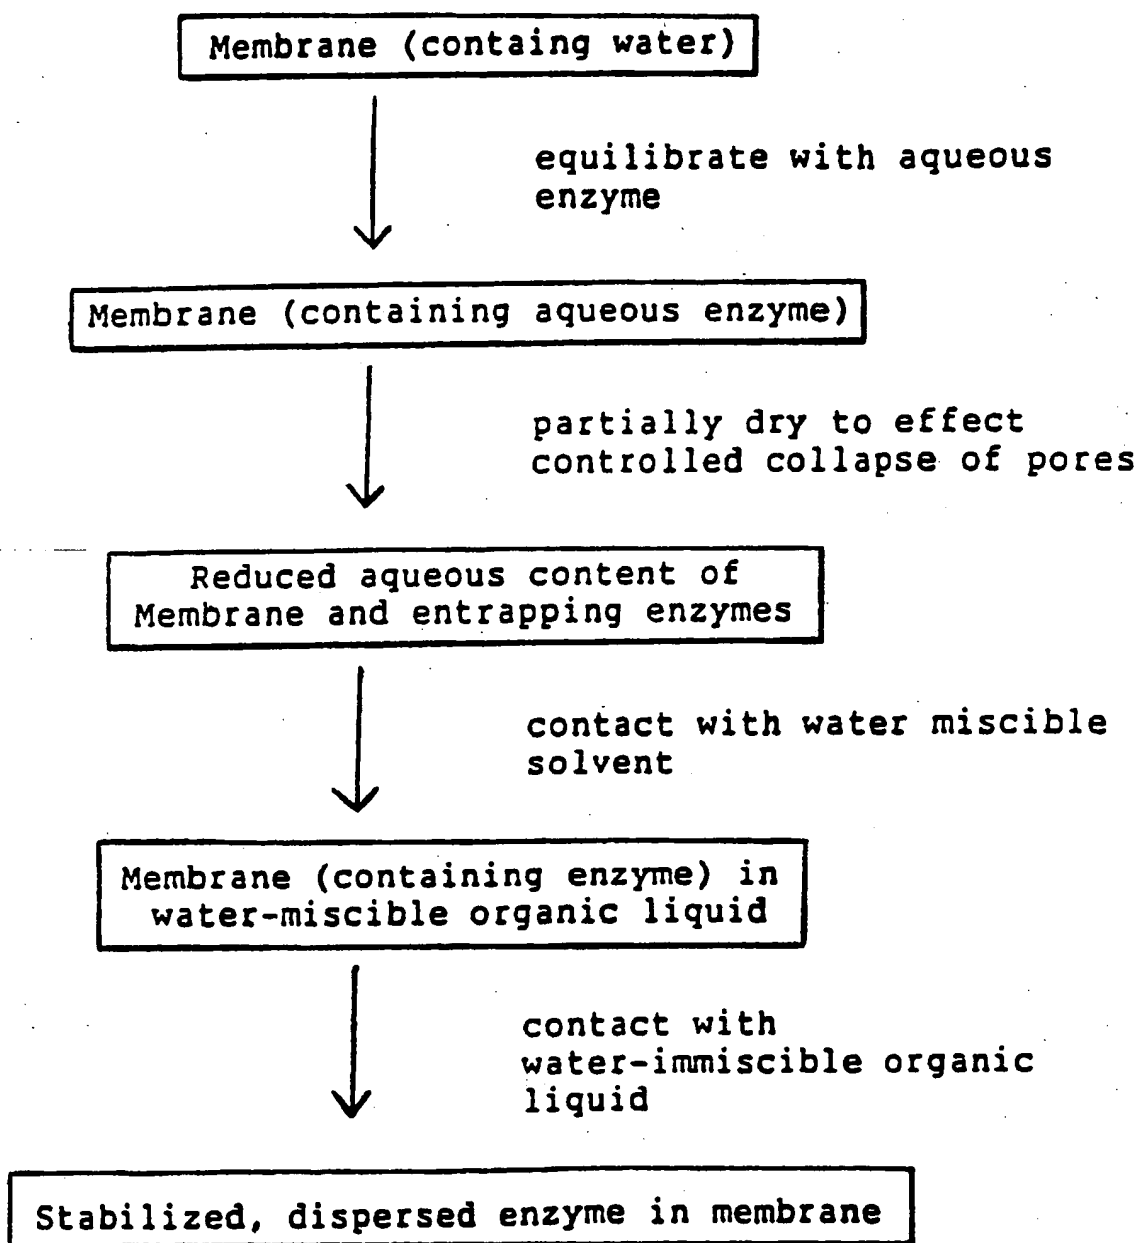 Membrane (containg water)
equilibrate with aqueous
enzyme
Membrane (containing aqueous enzyme)
partially dry to effect
controlled collapse of pores
Reduced aqueous content of
Membrane and entrapping enzymes
contact with water miscible
solvent
Membrane (containing enzyme) in
water-miscible organic liquid
contact with
water-immiscible organic
liquid
Stabilized, dispersed enzyme in membrane